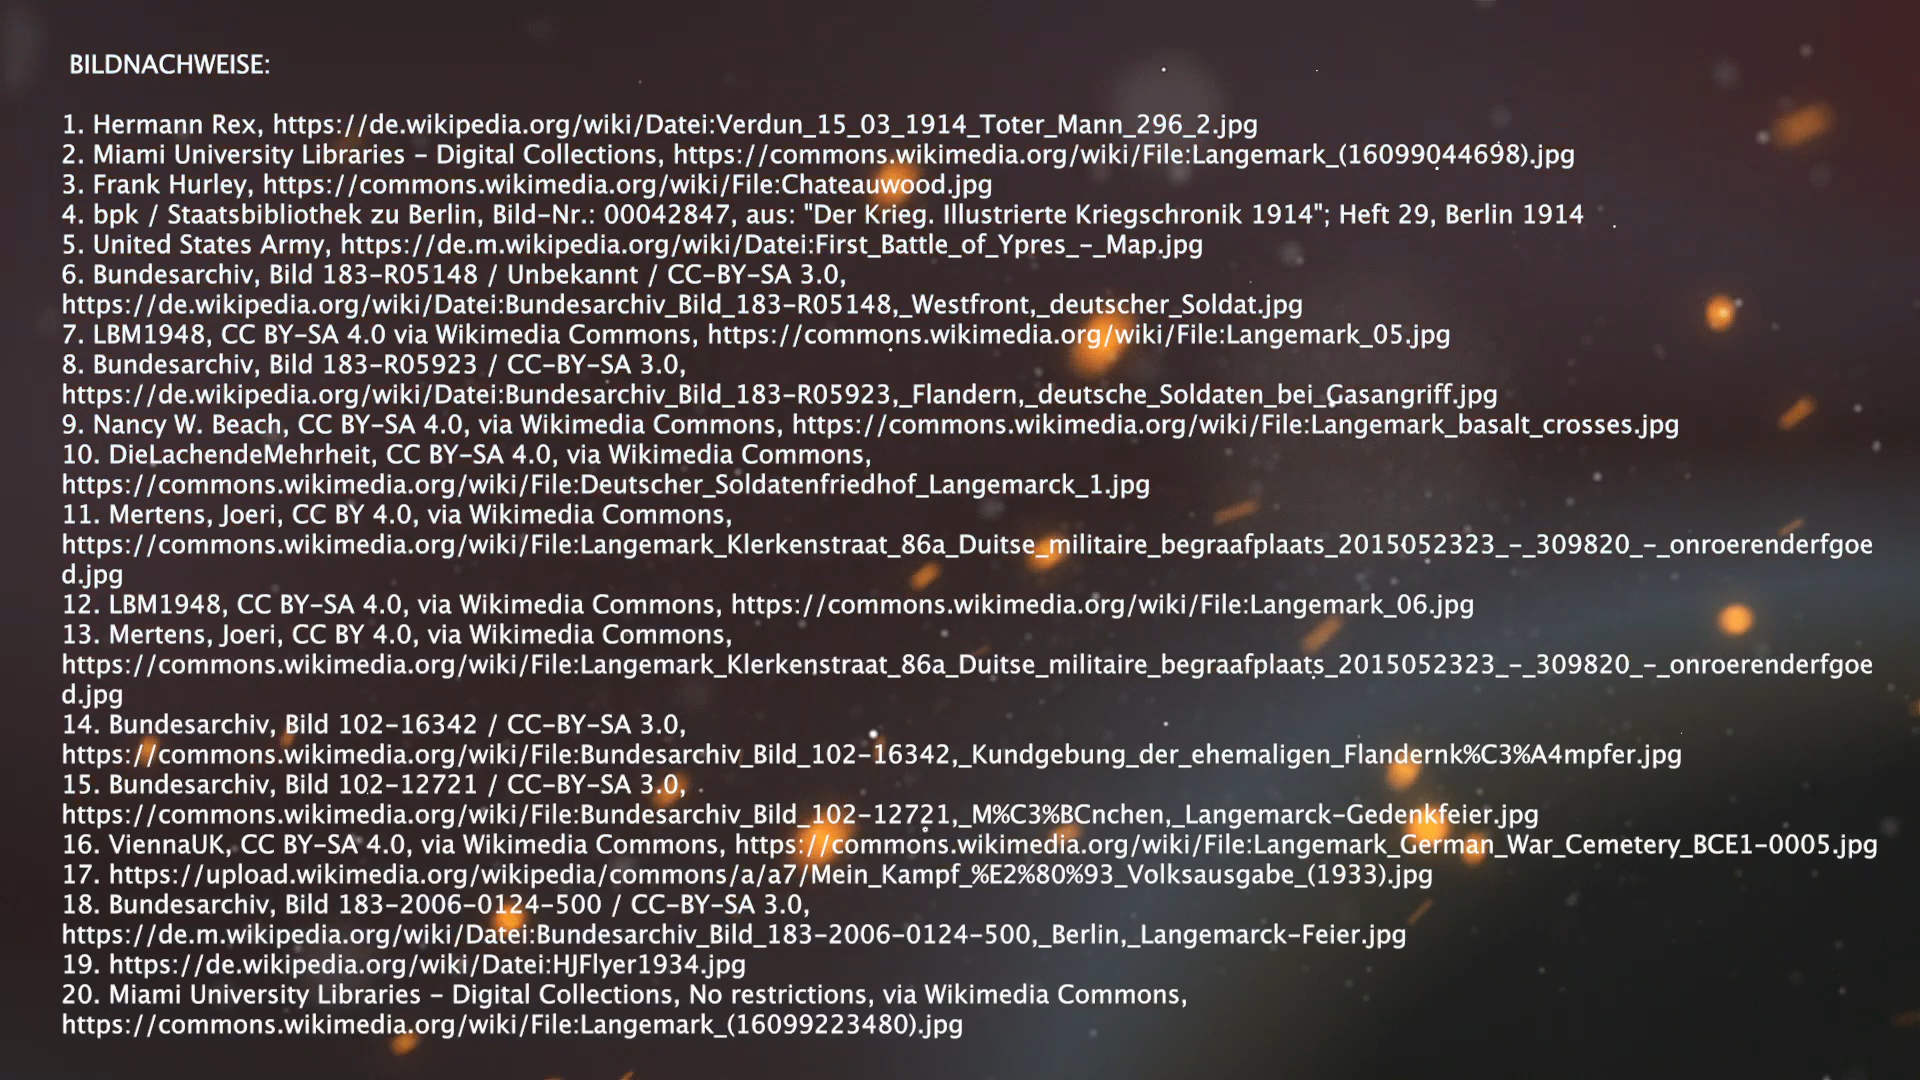 BILDNACHWEISE:
1. Hermann Rex, https://de.wikipedia.org/wiki/Datei:Verdun_15_03_1914_Toter_Mann_296_2.jpg
2. Miami University Libraries – Digital Collections, https://commons.wikimedia.org/wiki/File:Langemark_(16099044698).jpg
3. Frank Hurley, https://commons.wikimedia.org/wiki/File:Chateauwood.jpg
4. bpk / Staatsbibliothek zu Berlin, Bild-Nr.: 00042847, aus: "Der Krieg. Illustrierte Kriegschronik 1914"; Heft 29, Berlin 1914
5. United States Army, https://de.m.wikipedia.org/wiki/Datei:First_Battle_of_Ypres_-_Map.jpg
6. Bundesarchiv, Bild 183-R05148 / Unbekannt / CC-BY-SA 3.0,
https://de.wikipedia.org/wiki/Datei:Bundesarchiv_Bild_183-R05148,_Westfront,_deutscher_Soldat.jpg
7. LBM1948, CC BY-SA 4.0 via Wikimedia Commons, https://commons.wikimedia.org/wiki/File:Langemark_05.jpg
8. Bundesarchiv, Bild 183-R05923 / CC-BY-SA 3.0,
https://de.wikipedia.org/wiki/Datei:Bundesarchiv_Bild_183-R05923,_Flandern,_deutsche_Soldaten_bei_Gasangriff.jpg
9. Nancy W. Beach, CC BY-SA 4.0, via Wikimedia Commons, https://commons.wikimedia.org/wiki/File:Langemark_basalt_crosses.jpg
10. DieLachendeMehrheit, CC BY-SA 4.0, via Wikimedia Commons,
https://commons.wikimedia.org/wiki/File:Deutscher_Soldatenfriedhof_Langemarck_1.jpg
11. Mertens, Joeri, CC BY 4.0, via Wikimedia Commons,
https://commons.wikimedia.org/wiki/File:Langemark_Klerkenstraat_86a_Duitse_militaire_begraafplaats_2015052323_-_309820_-_onroerenderfgoe
d.jpg
12. LBM1948, CC BY-SA 4.0, via Wikimedia Commons, https://commons.wikimedia.org/wiki/File:Langemark_06.jpg
13. Mertens, Joeri, CC BY 4.0, via Wikimedia Commons,
https://commons.wikimedia.org/wiki/File:Langemark_Klerkenstraat_86a_Duitse_militaire_begraafplaats_2015052323_-_309820_-_onroerenderfgoe
d.jpg
14. Bundesarchiv, Bild 102-16342 / CC-BY-SA 3.0,
https://commons.wikimedia.org/wiki/File:Bundesarchiv_Bild_102-16342,_Kundgebung_der_ehemaligen_Flandernk%C3%A4mpfer.jpg
15. Bundesarchiv, Bild 102-12721 / CC-BY-SA 3.0,
https://commons.wikimedia.org/wiki/File:Bundesarchiv_Bild_102-12721,_M%C3%BCnchen,_Langemarck-Gedenkfeier.jpg
16. ViennaUK, CC BY-SA 4.0, via Wikimedia Commons, https://commons.wikimedia.org/wiki/File:Langemark_German_War_Cemetery_BCE1-0005.jpg
17. https://upload.wikimedia.org/wikipedia/commons/a/a7/Mein_Kampf_%E2%80%93_Volksausgabe_(1933).jpg
18. Bundesarchiv, Bild 183-2006-0124-500 / CC-BY-SA 3.0,
https://de.m.wikipedia.org/wiki/Datei:Bundesarchiv_Bild_183-2006-0124-500,_Berlin,_Langemarck-Feier.jpg
19. https://de.wikipedia.org/wiki/Datei:HJFlyer1934.jpg
20. Miami University Libraries – Digital Collections, No restrictions, via Wikimedia Commons,
https://commons.wikimedia.org/wiki/File:Langemark_(16099223480).jpg